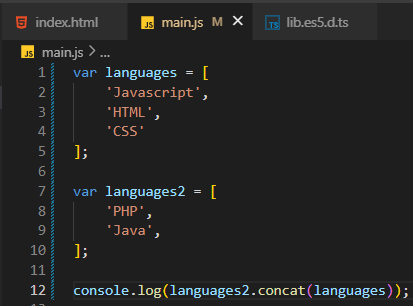 index.html main.js M lib.es5.d.ts
JS main.js > ...
1 var languages = [
2     'Javascript',
3     'HTML',
4     'CSS'
5 ];
6
7 var languages2 = [
8     'PHP',
9     'Java',
10 ];
11
12 console.log(languages2.concat(languages));